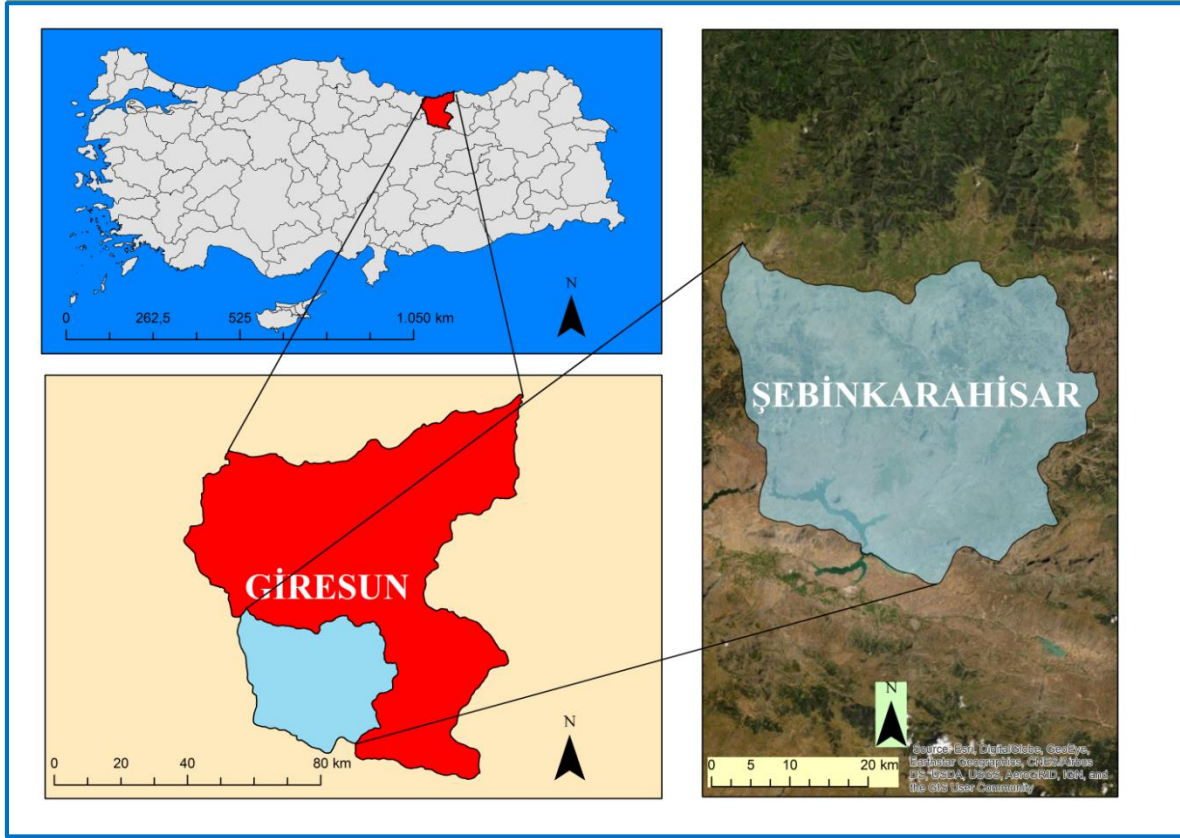 N
0 262,5 525 1.050 km
GİRESUN
N
0 20 40 80 km
ŞEBİNKARAHİSAR
N
0 5 10 20 km
Source: Esri, DigitalGlobe, GeoEye,
Earthstar Geographics, CNES/Airbus
DS, USDA, USGS, AeroGRID, IGN, and
the GIS User Community